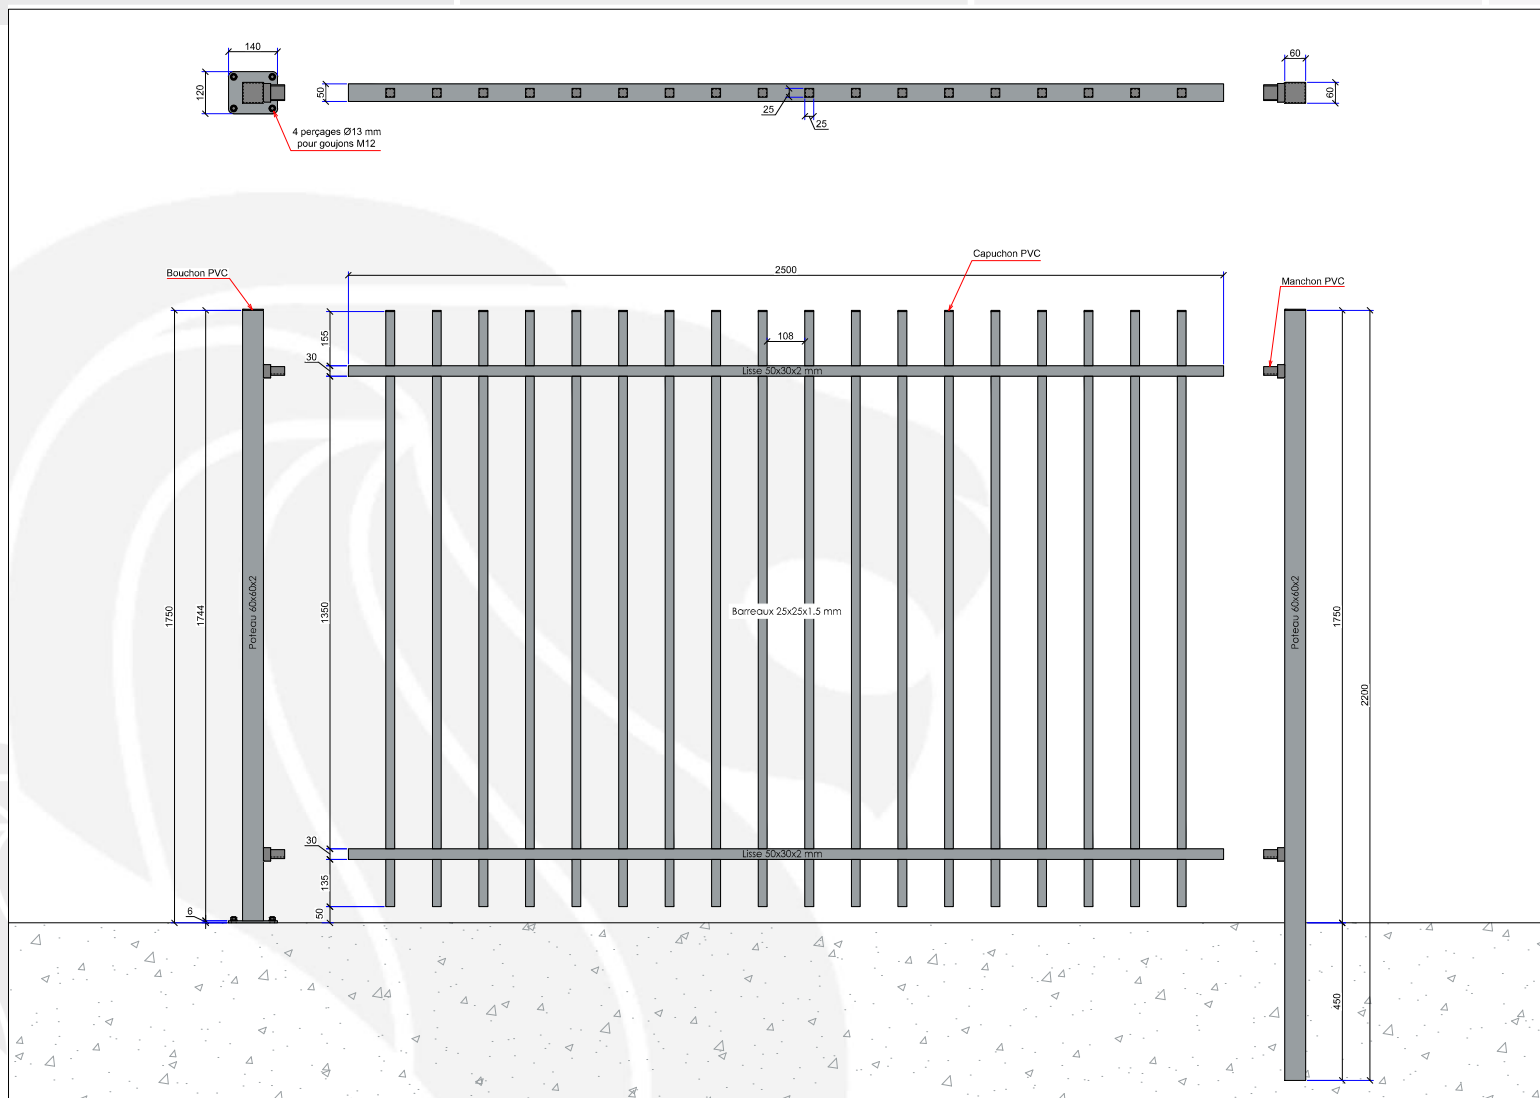 140
120
4 perçages Ø13 mm
pour goujons M12
50
25
25
60
60
Bouchon PVC
2500
Capuchon PVC
Manchon PVC
155
30
108
Lisse 50x30x2 mm
1750
1744
Poteau 60x60x2
1350
Barreaux 25x25x1.5 mm
Poteau 60x60x2
1750
2200
30
Lisse 50x30x2 mm
135
6
50
450